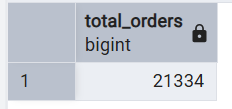 total_orders
bigint
1 21334